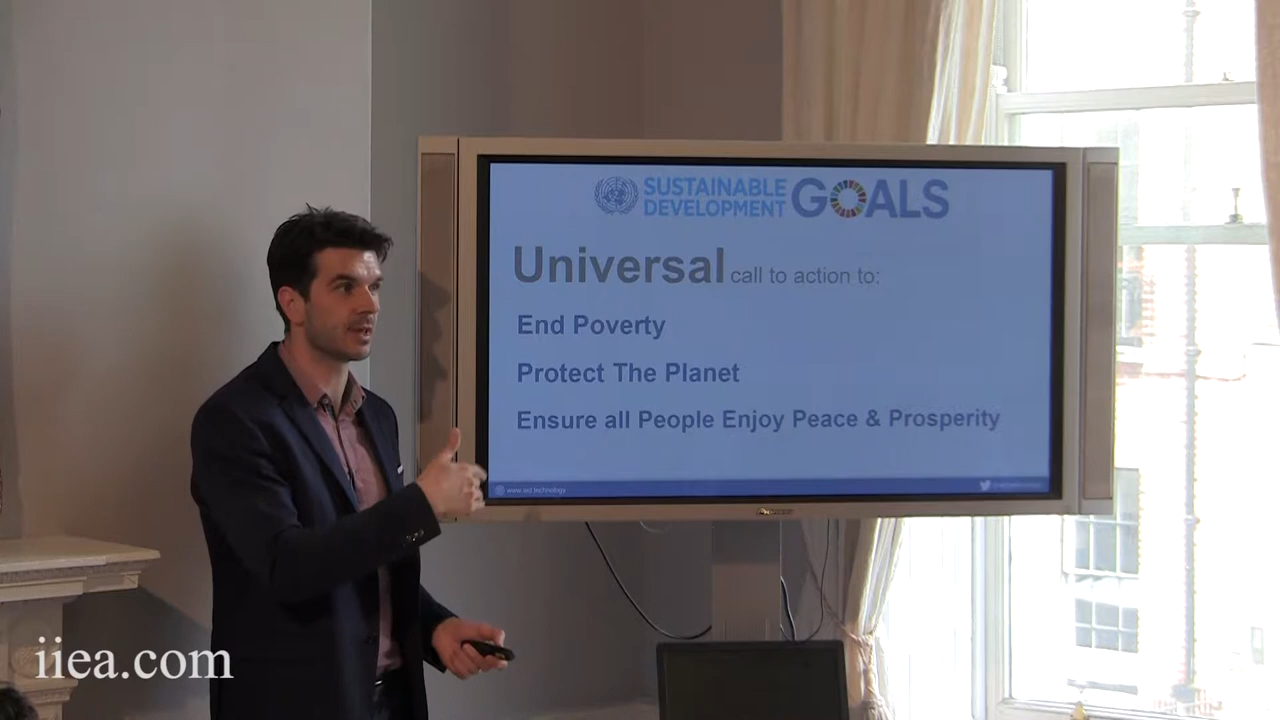 SUSTAINABLE
DEVELOPMENT
GOALS
Universal call to action to:
End Poverty
Protect The Planet
Ensure all People Enjoy Peace & Prosperity
iiea.com